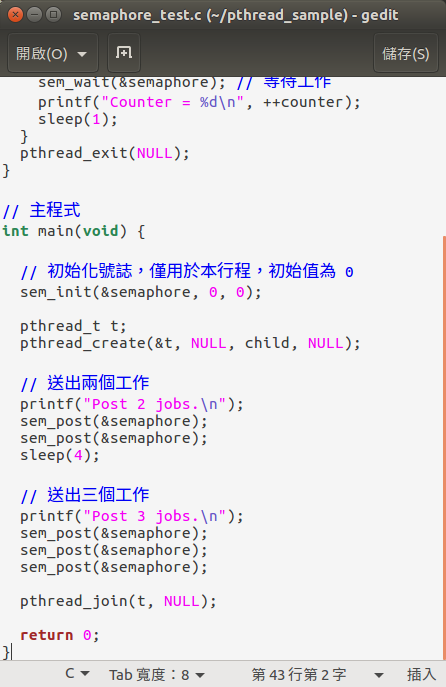 semaphore_test.c (~/pthread_sample) - gedit
開啟(O) 儲存(S)
    sem_wait(&semaphore); // 等待工作
    printf("Counter = %d\n", ++counter);
    sleep(1);
  }
  pthread_exit(NULL);
}

// 主程式
int main(void) {

  // 初始化號誌，僅用於本行程，初始值為 0
  sem_init(&semaphore, 0, 0);

  pthread_t t;
  pthread_create(&t, NULL, child, NULL);

  // 送出兩個工作
  printf("Post 2 jobs.\n");
  sem_post(&semaphore);
  sem_post(&semaphore);
  sleep(4);

  // 送出三個工作
  printf("Post 3 jobs.\n");
  sem_post(&semaphore);
  sem_post(&semaphore);
  sem_post(&semaphore);

  pthread_join(t, NULL);

  return 0;
}
C Tab 寬度：8 第 43 行第 2 字 插入